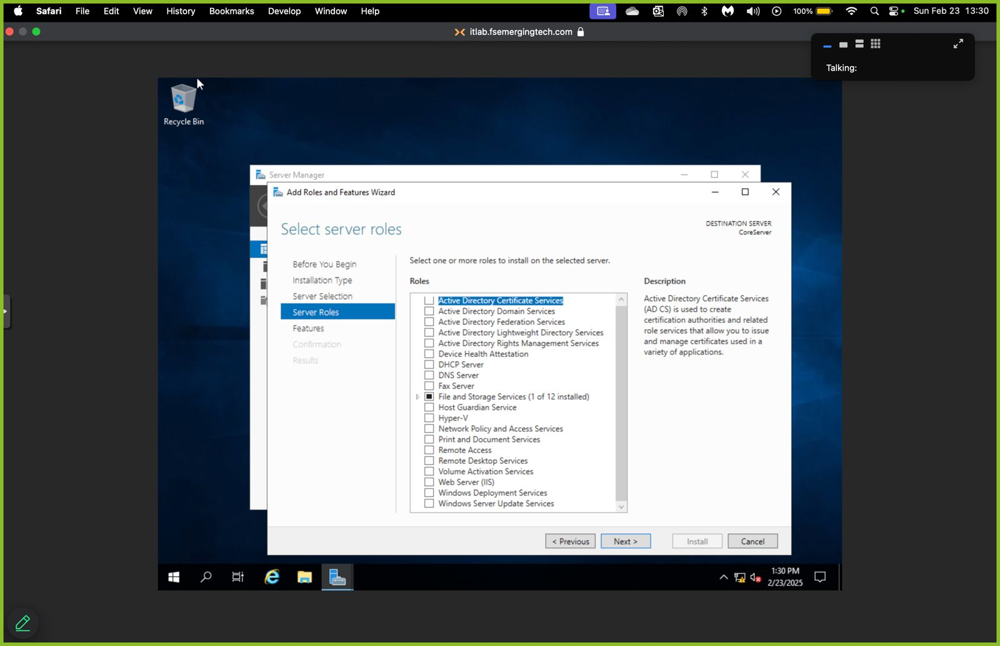 Safari File Edit View History Bookmarks Develop Window Help 100% Sun Feb 23 13:30
itlab.fsemergingtech.com
Talking:
Recycle Bin
Server Manager
Add Roles and Features Wizard
Select server roles
DESTINATION SERVER
CoreServer
Before You Begin
Installation Type
Server Selection
Server Roles
Features
Confirmation
Results
Select one or more roles to install on the selected server.
Roles
Active Directory Certificate Services
Active Directory Domain Services
Active Directory Federation Services
Active Directory Lightweight Directory Services
Active Directory Rights Management Services
Device Health Attestation
DHCP Server
DNS Server
Fax Server
File and Storage Services (1 of 12 installed)
Host Guardian Service
Hyper-V
Network Policy and Access Services
Print and Document Services
Remote Access
Remote Desktop Services
Volume Activation Services
Web Server (IIS)
Windows Deployment Services
Windows Server Update Services
Description
Active Directory Certificate Services
(AD CS) is used to create
certification authorities and related
role services that allow you to issue
and manage certificates used in a
variety of applications.
< Previous Next > Install Cancel
1:30 PM
2/23/2025